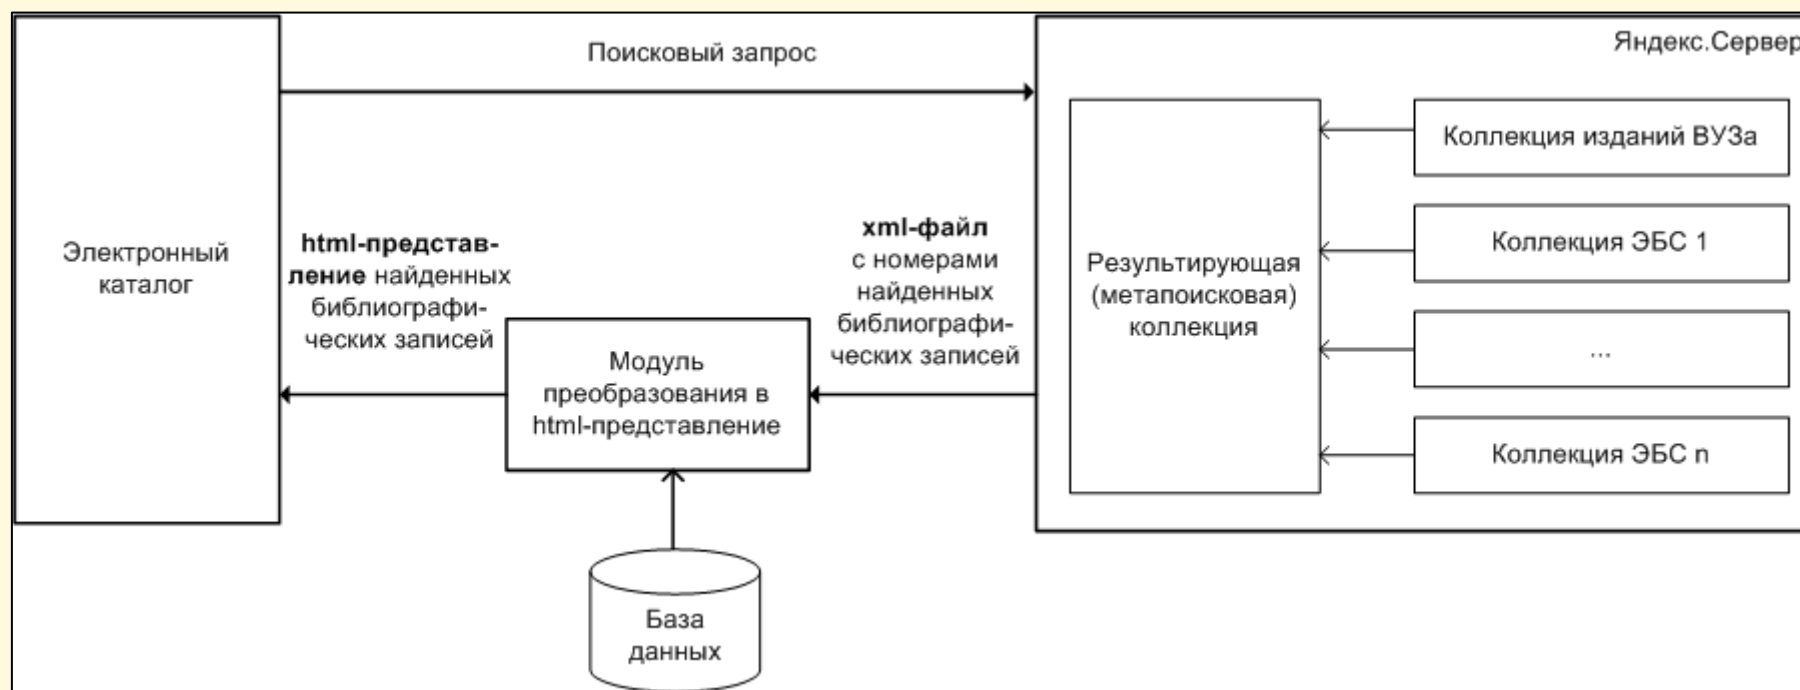 Поисковый запрос
Яндекс.Сервер
Электронный
каталог
html-представ-
ление найденных
библиографи-
ческих записей
Модуль
преобразования в
html-представление
База
данных
xml-файл
с номерами
найденных
библиографи-
ческих записей
Результирующая
(метапоисковая)
коллекция
Коллекция изданий ВУЗа
Коллекция ЭБС 1
...
Коллекция ЭБС n